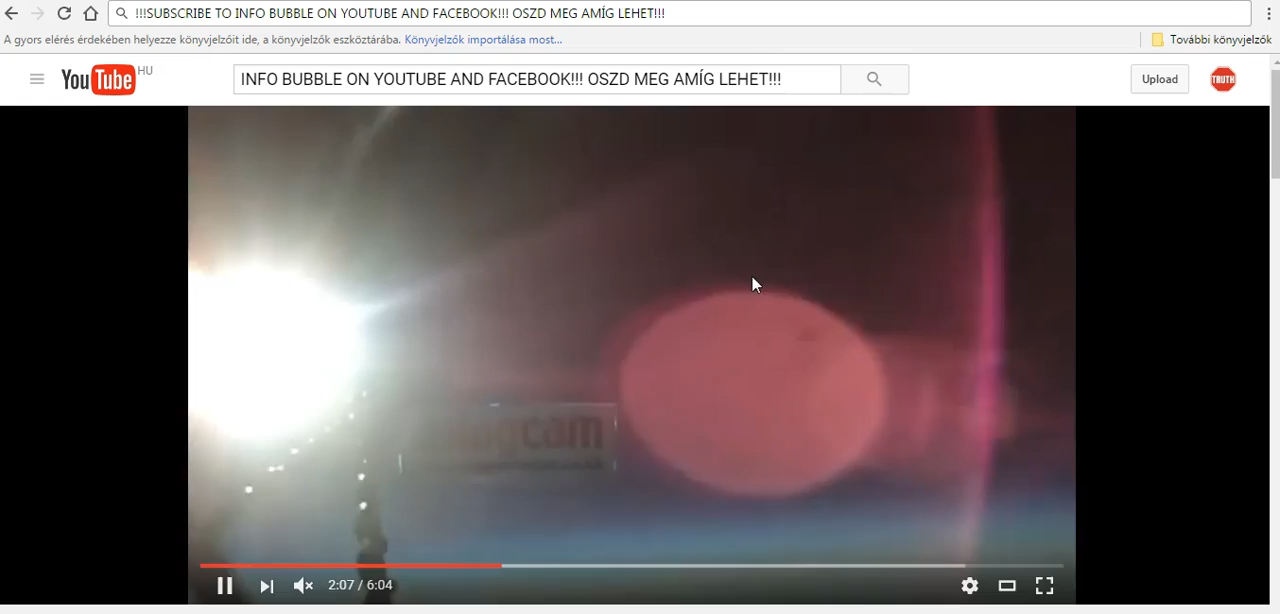 !!!SUBSCRIBE TO INFO BUBBLE ON YOUTUBE AND FACEBOOK!!! OSZD MEG AMÍG LEHET!!!
A gyors elérés érdekében helyezze könyvjelzőit ide, a könyvjelzők eszköztárába. Könyvjelzők importálása most...
További könyvjelzők
YouTube HU
INFO BUBBLE ON YOUTUBE AND FACEBOOK!!! OSZD MEG AMÍG LEHET!!!
Upload
TRUTH
2:07 / 6:04